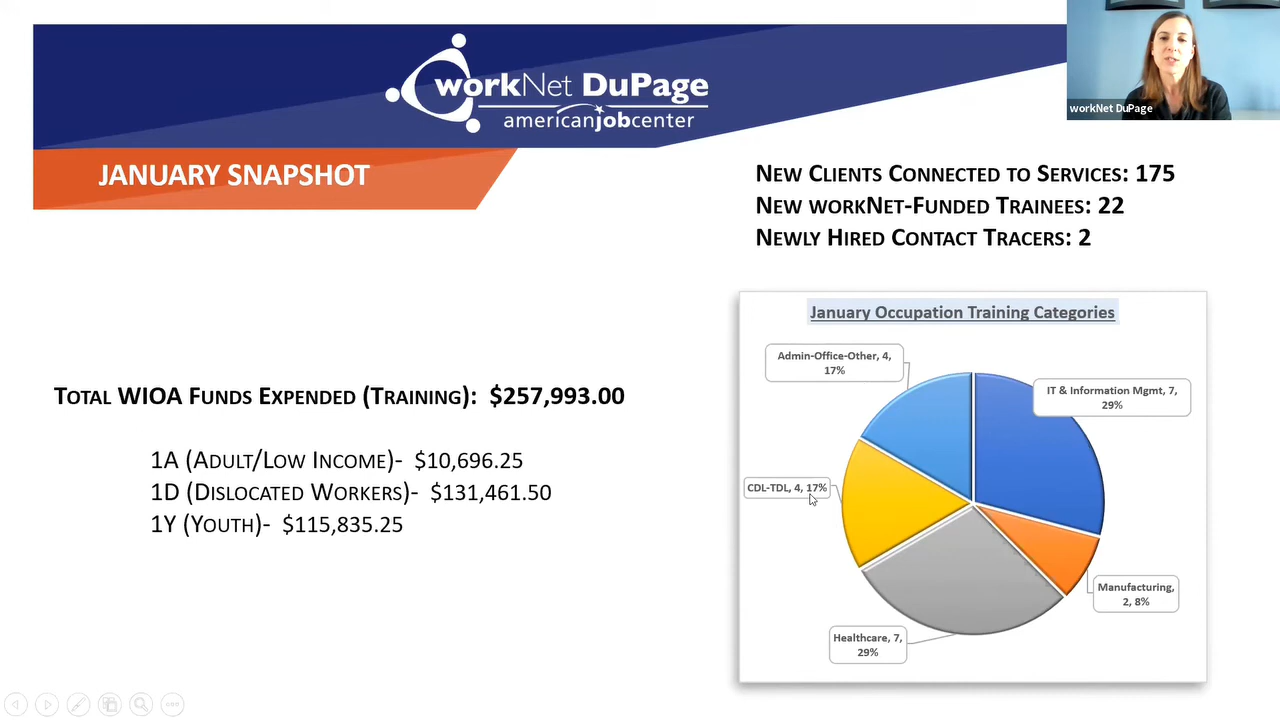 workNet DuPage
americanjobcenter
workNet DuPage
JANUARY SNAPSHOT
NEW CLIENTS CONNECTED TO SERVICES: 175
NEW WORKNET-FUNDED TRAINEES: 22
NEWLY HIRED CONTACT TRACERS: 2
TOTAL WIOA FUNDS EXPENDED (TRAINING): $257,993.00
1A (ADULT/LOW INCOME)- $10,696.25
1D (DISLOCATED WORKERS)- $131,461.50
1Y (YOUTH)- $115,835.25
January Occupation Training Categories
Admin-Office-Other, 4,
17%
IT & Information Mgmt, 7,
29%
CDL-TDL, 4, 17%
Manufacturing,
2, 8%
Healthcare, 7,
29%